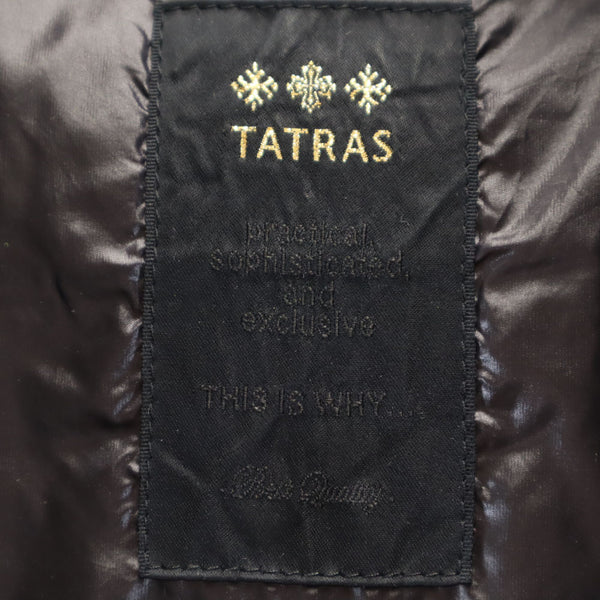 TATRAS
practical,
sophisticated,
and
exclusive
THIS IS WHY....
Best Quality